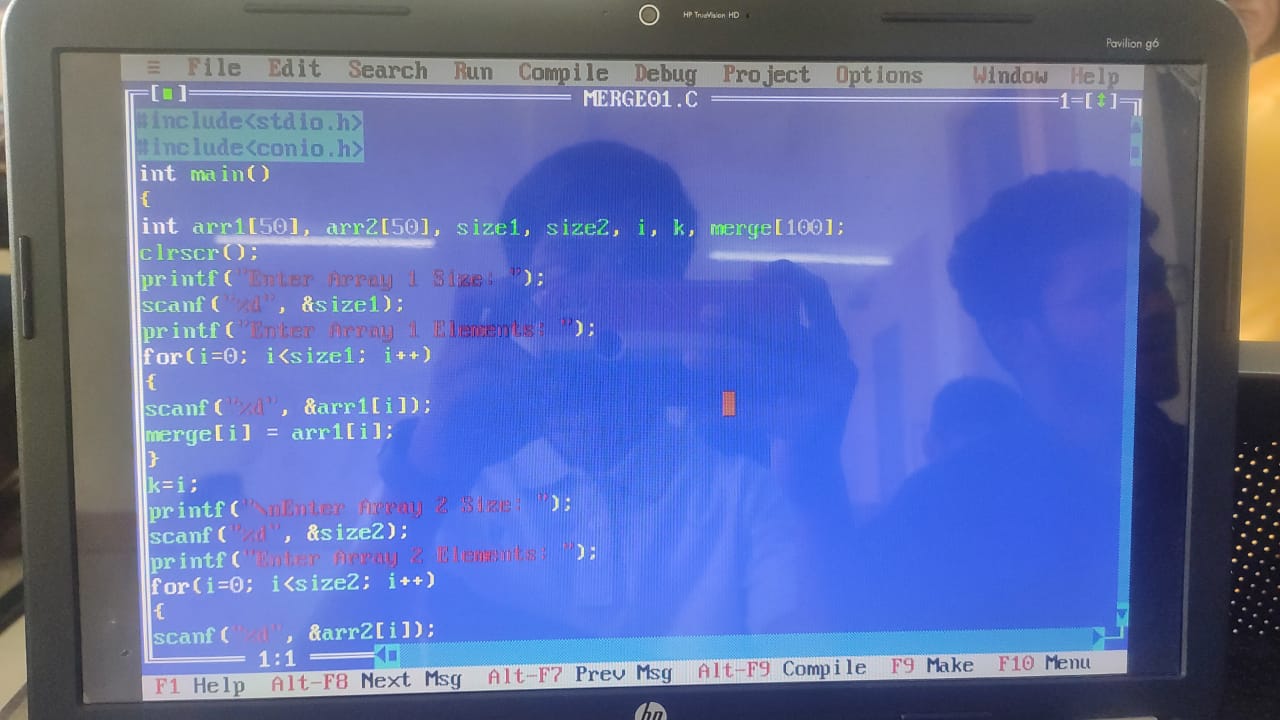 HP TrueVision HD
Pavilion g6
≡ File Edit Search Run Compile Debug Project Options Window Help
[■] MERGE01.C 1=[↕]
#include<stdio.h>
#include<conio.h>
int main()
{
int arr1[50], arr2[50], size1, size2, i, k, merge[100];
clrscr();
printf("Enter Array 1 Size: ");
scanf("%d", &size1);
printf("Enter Array 1 Elements: ");
for(i=0; i<size1; i++)
{
scanf("%d", &arr1[i]);
merge[i] = arr1[i];
}
k=i;
printf("\nEnter Array 2 Size: ");
scanf("%d", &size2);
printf("Enter Array 2 Elements: ");
for(i=0; i<size2; i++)
{
scanf("%d", &arr2[i]);
1:1
F1 Help Alt-F8 Next Msg Alt-F7 Prev Msg Alt-F9 Compile F9 Make F10 Menu
hp